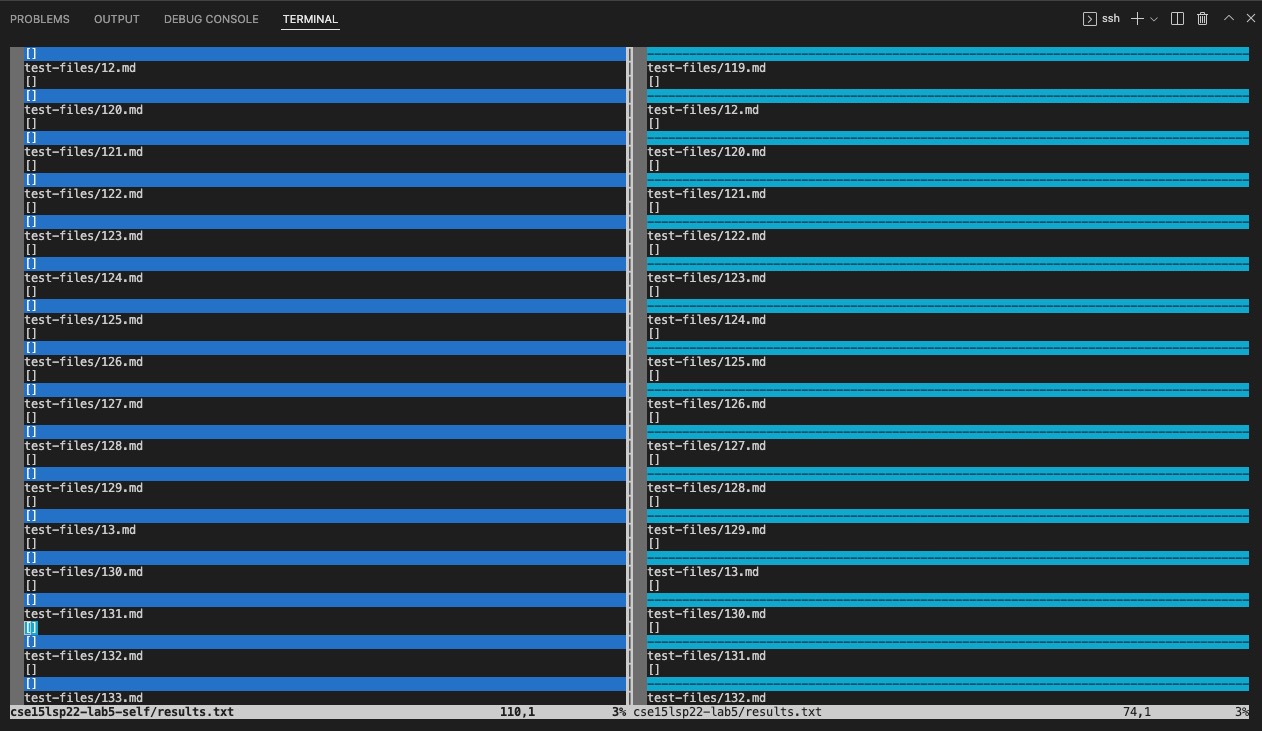 PROBLEMS OUTPUT DEBUG CONSOLE TERMINAL ssh
[]
test-files/12.md
[]
[]
test-files/120.md
[]
[]
test-files/121.md
[]
[]
test-files/122.md
[]
[]
test-files/123.md
[]
[]
test-files/124.md
[]
[]
test-files/125.md
[]
[]
test-files/126.md
[]
[]
test-files/127.md
[]
[]
test-files/128.md
[]
[]
test-files/129.md
[]
[]
test-files/13.md
[]
[]
test-files/130.md
[]
[]
test-files/131.md
[]
[]
test-files/132.md
[]
[]
test-files/133.md
cse15lsp22-lab5-self/results.txt 110,1 3%
test-files/119.md
[]
test-files/12.md
[]
test-files/120.md
[]
test-files/121.md
[]
test-files/122.md
[]
test-files/123.md
[]
test-files/124.md
[]
test-files/125.md
[]
test-files/126.md
[]
test-files/127.md
[]
test-files/128.md
[]
test-files/129.md
[]
test-files/13.md
[]
test-files/130.md
[]
test-files/131.md
[]
test-files/132.md
cse15lsp22-lab5/results.txt 74,1 3%